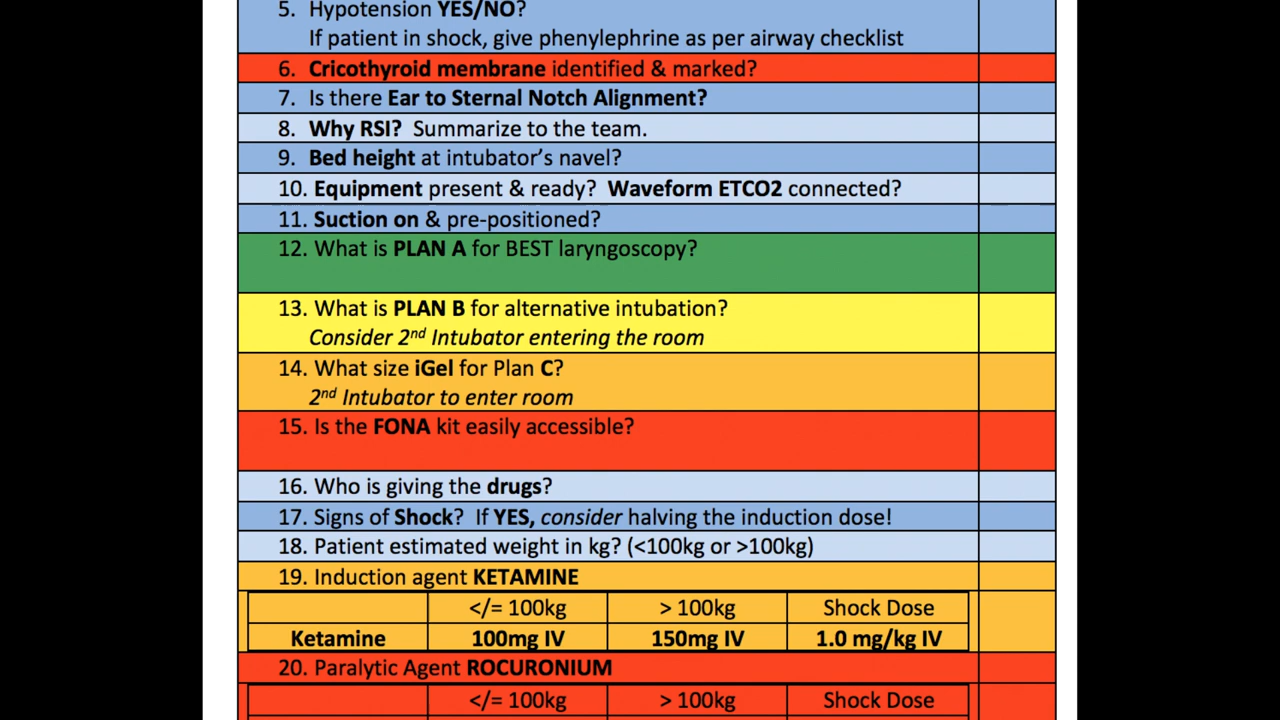 5. Hypotension YES/NO?
If patient in shock, give phenylephrine as per airway checklist
6. Cricothyroid membrane identified & marked?
7. Is there Ear to Sternal Notch Alignment?
8. Why RSI? Summarize to the team.
9. Bed height at intubator's navel?
10. Equipment present & ready? Waveform ETCO2 connected?
11. Suction on & pre-positioned?
12. What is PLAN A for BEST laryngoscopy?
13. What is PLAN B for alternative intubation?
Consider 2nd Intubator entering the room
14. What size iGel for Plan C?
2nd Intubator to enter room
15. Is the FONA kit easily accessible?
16. Who is giving the drugs?
17. Signs of Shock? If YES, consider halving the induction dose!
18. Patient estimated weight in kg? (<100kg or >100kg)
19. Induction agent KETAMINE
</= 100kg > 100kg Shock Dose
Ketamine 100mg IV 150mg IV 1.0 mg/kg IV
20. Paralytic Agent ROCURONIUM
</= 100kg > 100kg Shock Dose